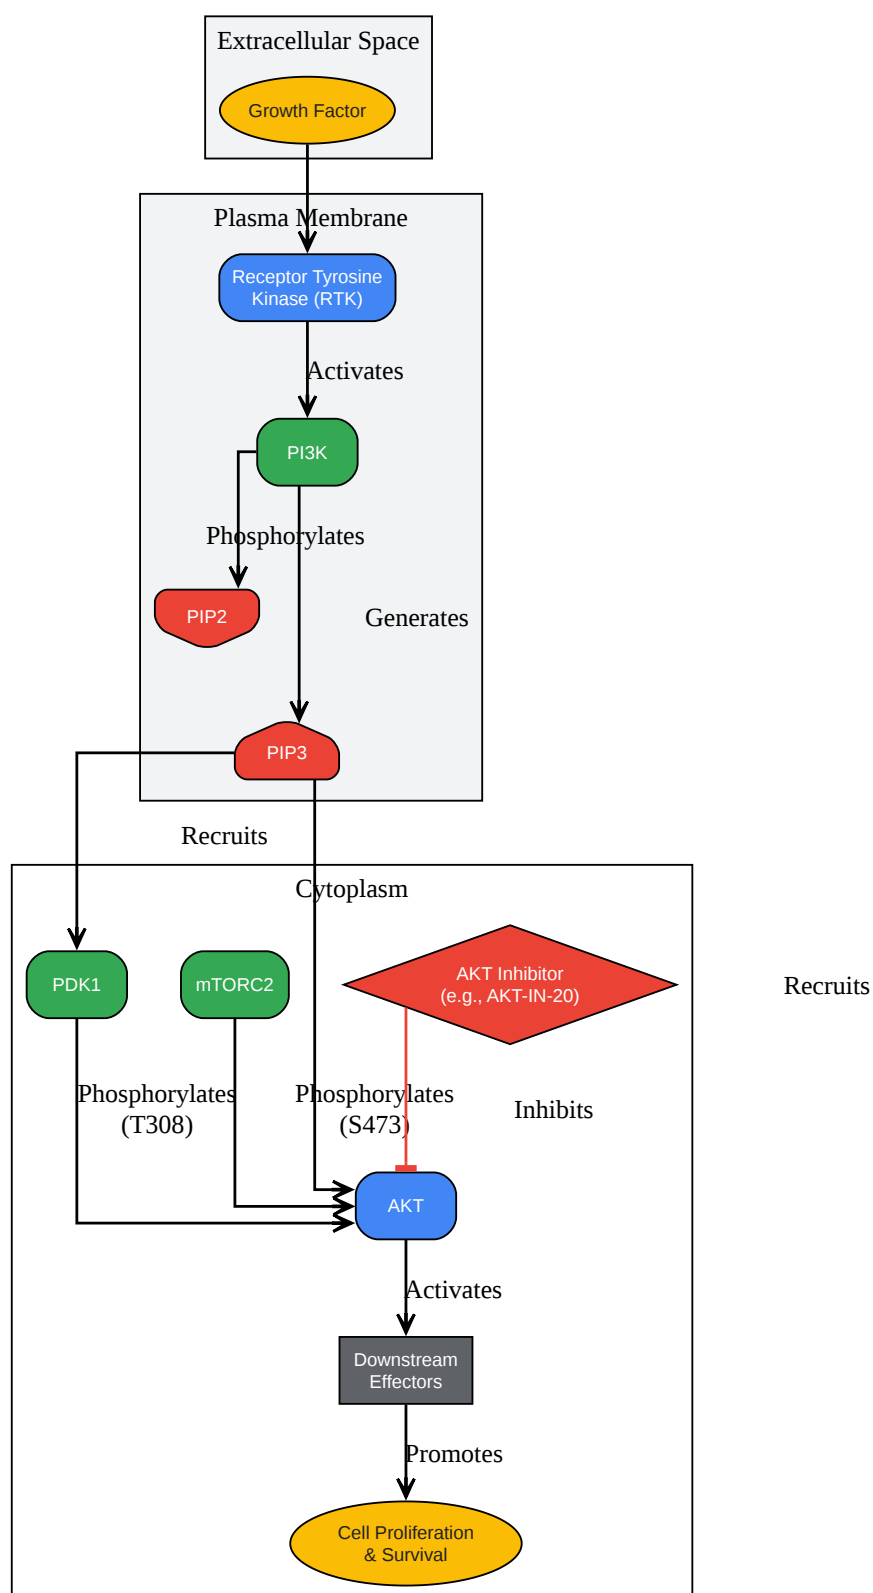 Extracellular Space
Growth Factor
Plasma Membrane
Receptor Tyrosine
Kinase (RTK)
Activates
PI3K
Phosphorylates
PIP2
Generates
PIP3
Recruits
Cytoplasm
PDK1
mTORC2
AKT Inhibitor
(e.g., AKT-IN-20)
Recruits
Phosphorylates
(T308)
Phosphorylates
(S473)
Inhibits
AKT
Activates
Downstream
Effectors
Promotes
Cell Proliferation
& Survival